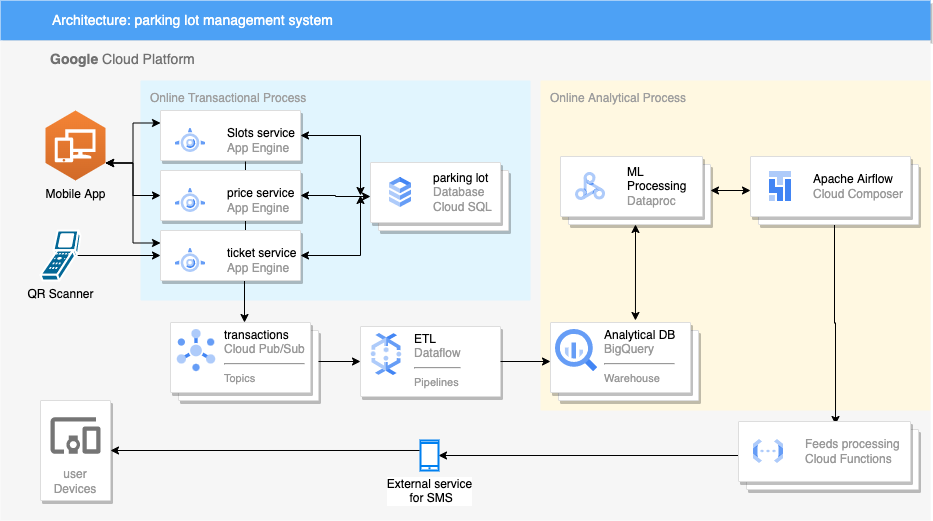 Architecture: parking lot management system
Google Cloud Platform
Online Transactional Process
Online Analytical Process
Slots service
App Engine
Mobile App
price service
App Engine
parking lot
Database
Cloud SQL
ML
Processing
Dataproc
Apache Airflow
Cloud Composer
ticket service
App Engine
QR Scanner
transactions
Cloud Pub/Sub
Topics
ETL
Dataflow
Pipelines
Analytical DB
BigQuery
Warehouse
user
Devices
External service
for SMS
Feeds processing
Cloud Functions